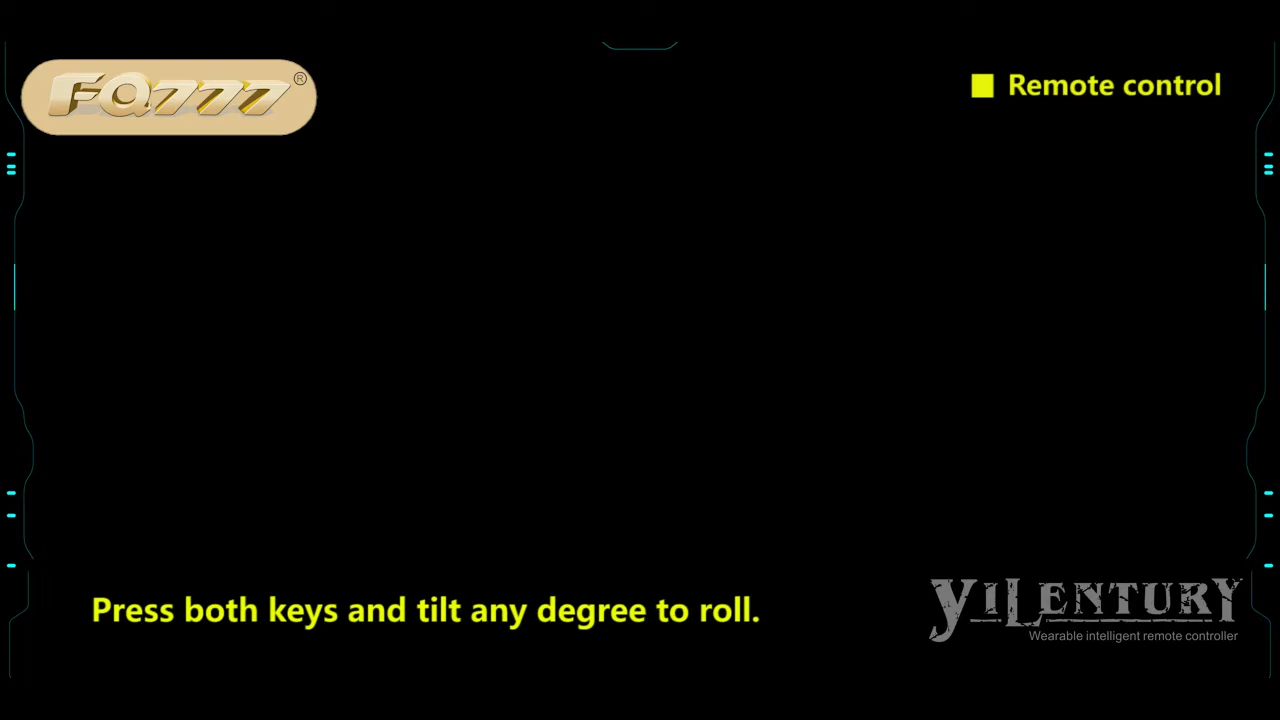 FQ777®
Remote control
Press both keys and tilt any degree to roll.
YILENTURY
Wearable intelligent remote controller